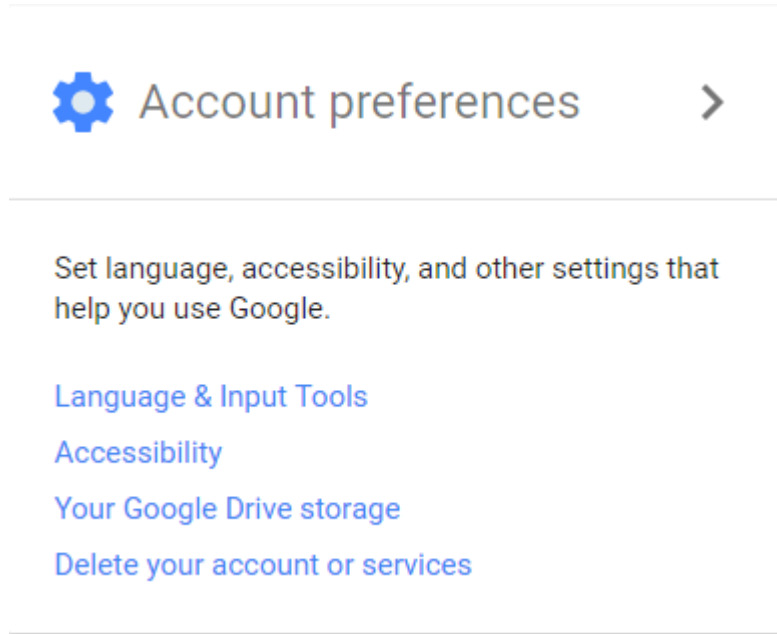 Account preferences
Set language, accessibility, and other settings that
help you use Google.
Language & Input Tools
Accessibility
Your Google Drive storage
Delete your account or services